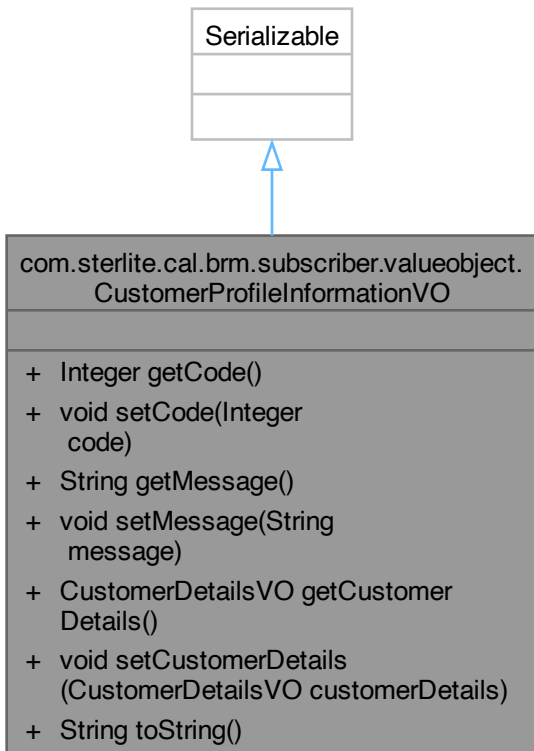 Serializable
com.sterlite.cal.brm.subscriber.valueobject.
CustomerProfileInformationVO
+ Integer getCode()
+ void setCode(Integer
code)
+ String getMessage()
+ void setMessage(String
message)
+ CustomerDetailsVO getCustomer
Details()
+ void setCustomerDetails
(CustomerDetailsVO customerDetails)
+ String toString()